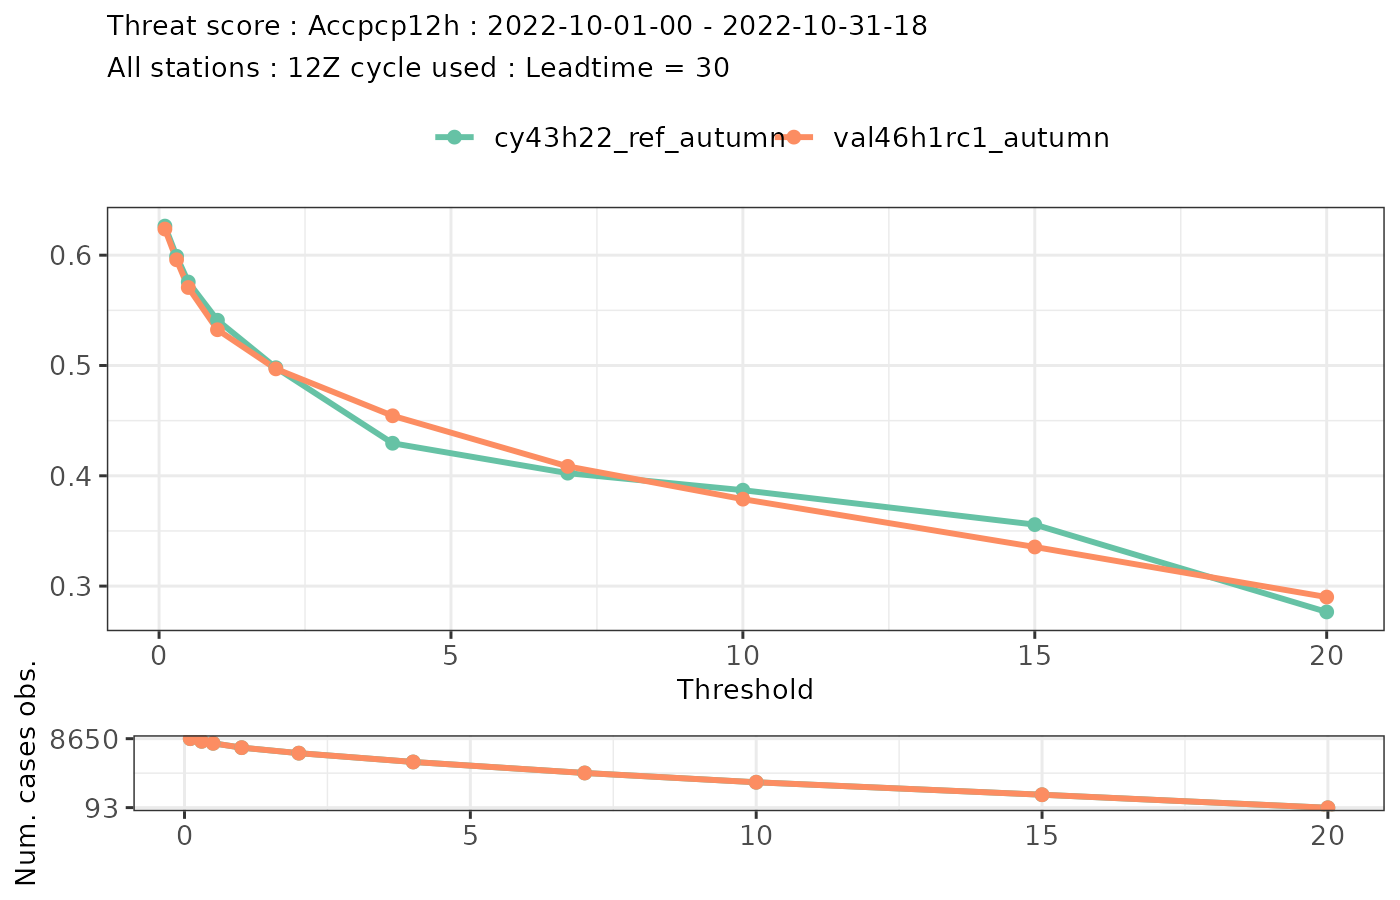 Threat score : Accpcp12h : 2022-10-01-00 - 2022-10-31-18
All stations : 12Z cycle used : Leadtime = 30
cy43h22_ref_autumn val46h1rc1_autumn
0.6
0.5
0.4
0.3
0 5 10 15 20
Threshold
Num. cases obs.
8650
93
0 5 10 15 20